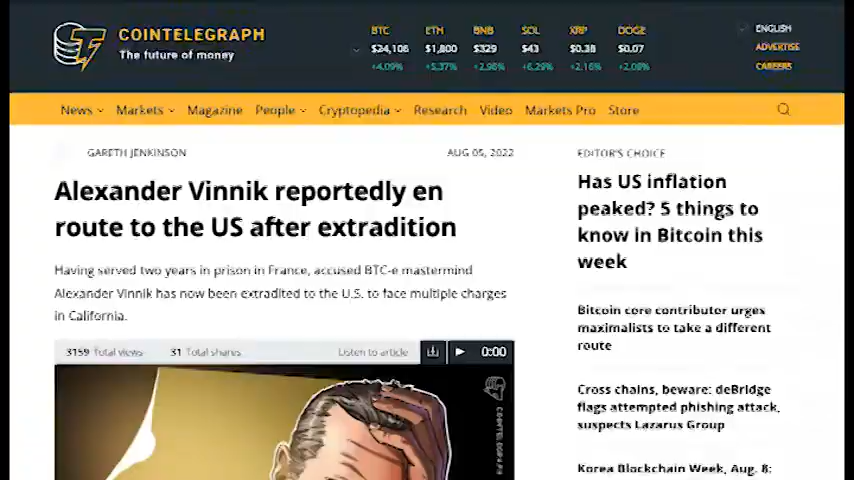 COINTELEGRAPH
The future of money
BTC ETH BNB SOL XRP DOGE
$24,106 $1,800 $329 $43 $0.38 $0.07
+4.09% +5.37% +2.96% +6.29% +2.16% +2.09%
ENGLISH
ADVERTISE
CAREERS
News Markets Magazine People Cryptopedia Research Video Markets Pro Store
GARETH JENKINSON AUG 05, 2022
Alexander Vinnik reportedly en
route to the US after extradition
Having served two years in prison in France, accused BTC-e mastermind
Alexander Vinnik has now been extradited to the U.S. to face multiple charges
in California.
3159 Total views 31 Total shares Listen to article 0:00
COINTELEGRAPH
EDITOR'S CHOICE
Has US inflation
peaked? 5 things to
know in Bitcoin this
week
Bitcoin core contributor urges
maximalists to take a different
route
Cross chains, beware: deBridge
flags attempted phishing attack,
suspects Lazarus Group
Korea Blockchain Week, Aug. 8: